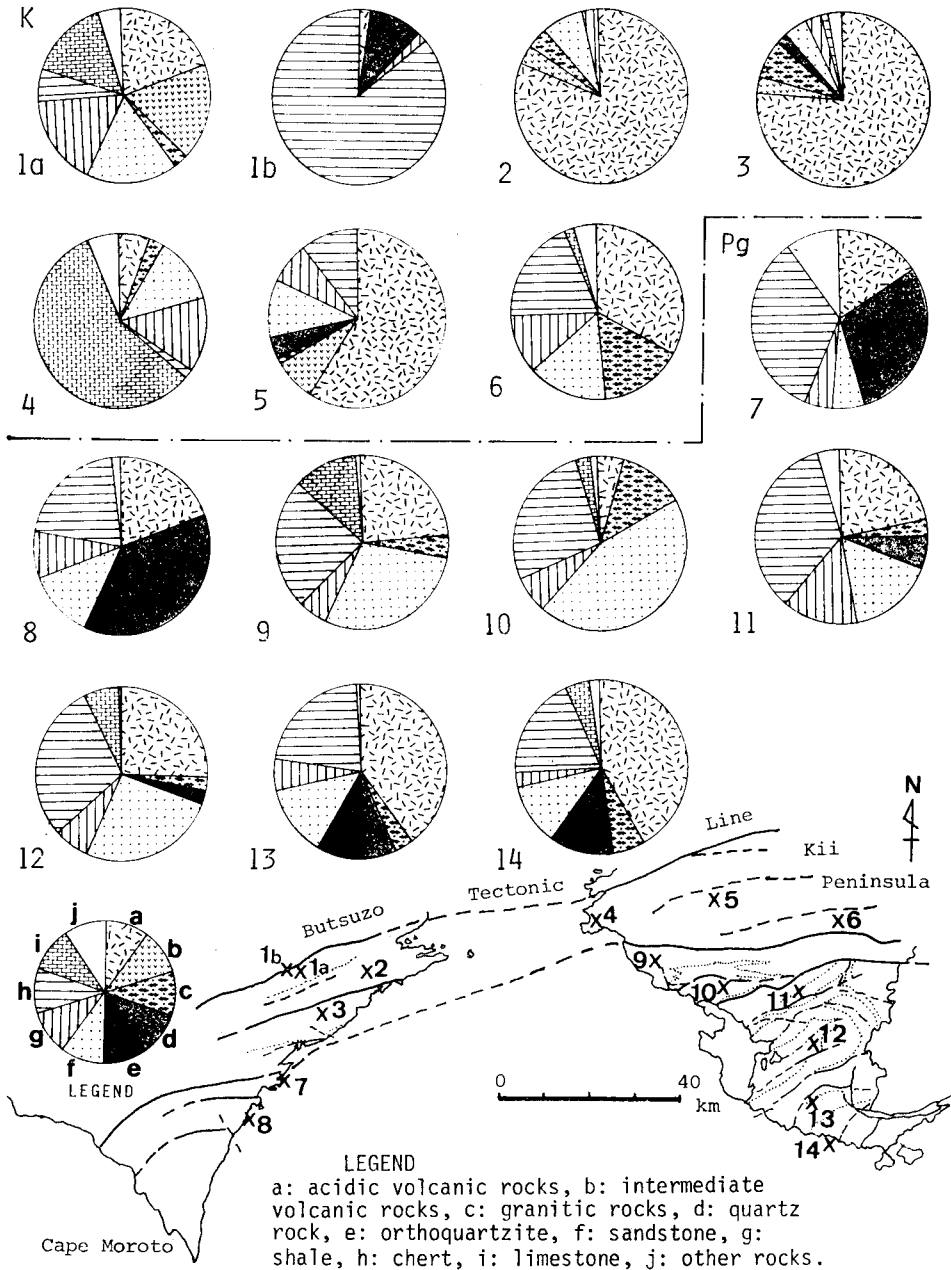 K
1a
1b
2
3
4
5
6
Pg
7
8
9
10
11
12
13
14
N
Line
Kii
Tectonic
Peninsula
Butsuzo
j a
i b
h c
g d
f e
LEGEND
1b
1a
2
3
4
5
6
7
8
9
10
11
12
13
14
0 40
km
Cape Moroto
LEGEND
a: acidic volcanic rocks, b: intermediate
volcanic rocks, c: granitic rocks, d: quartz
rock, e: orthoquartzite, f: sandstone, g:
shale, h: chert, i: limestone, j: other rocks.